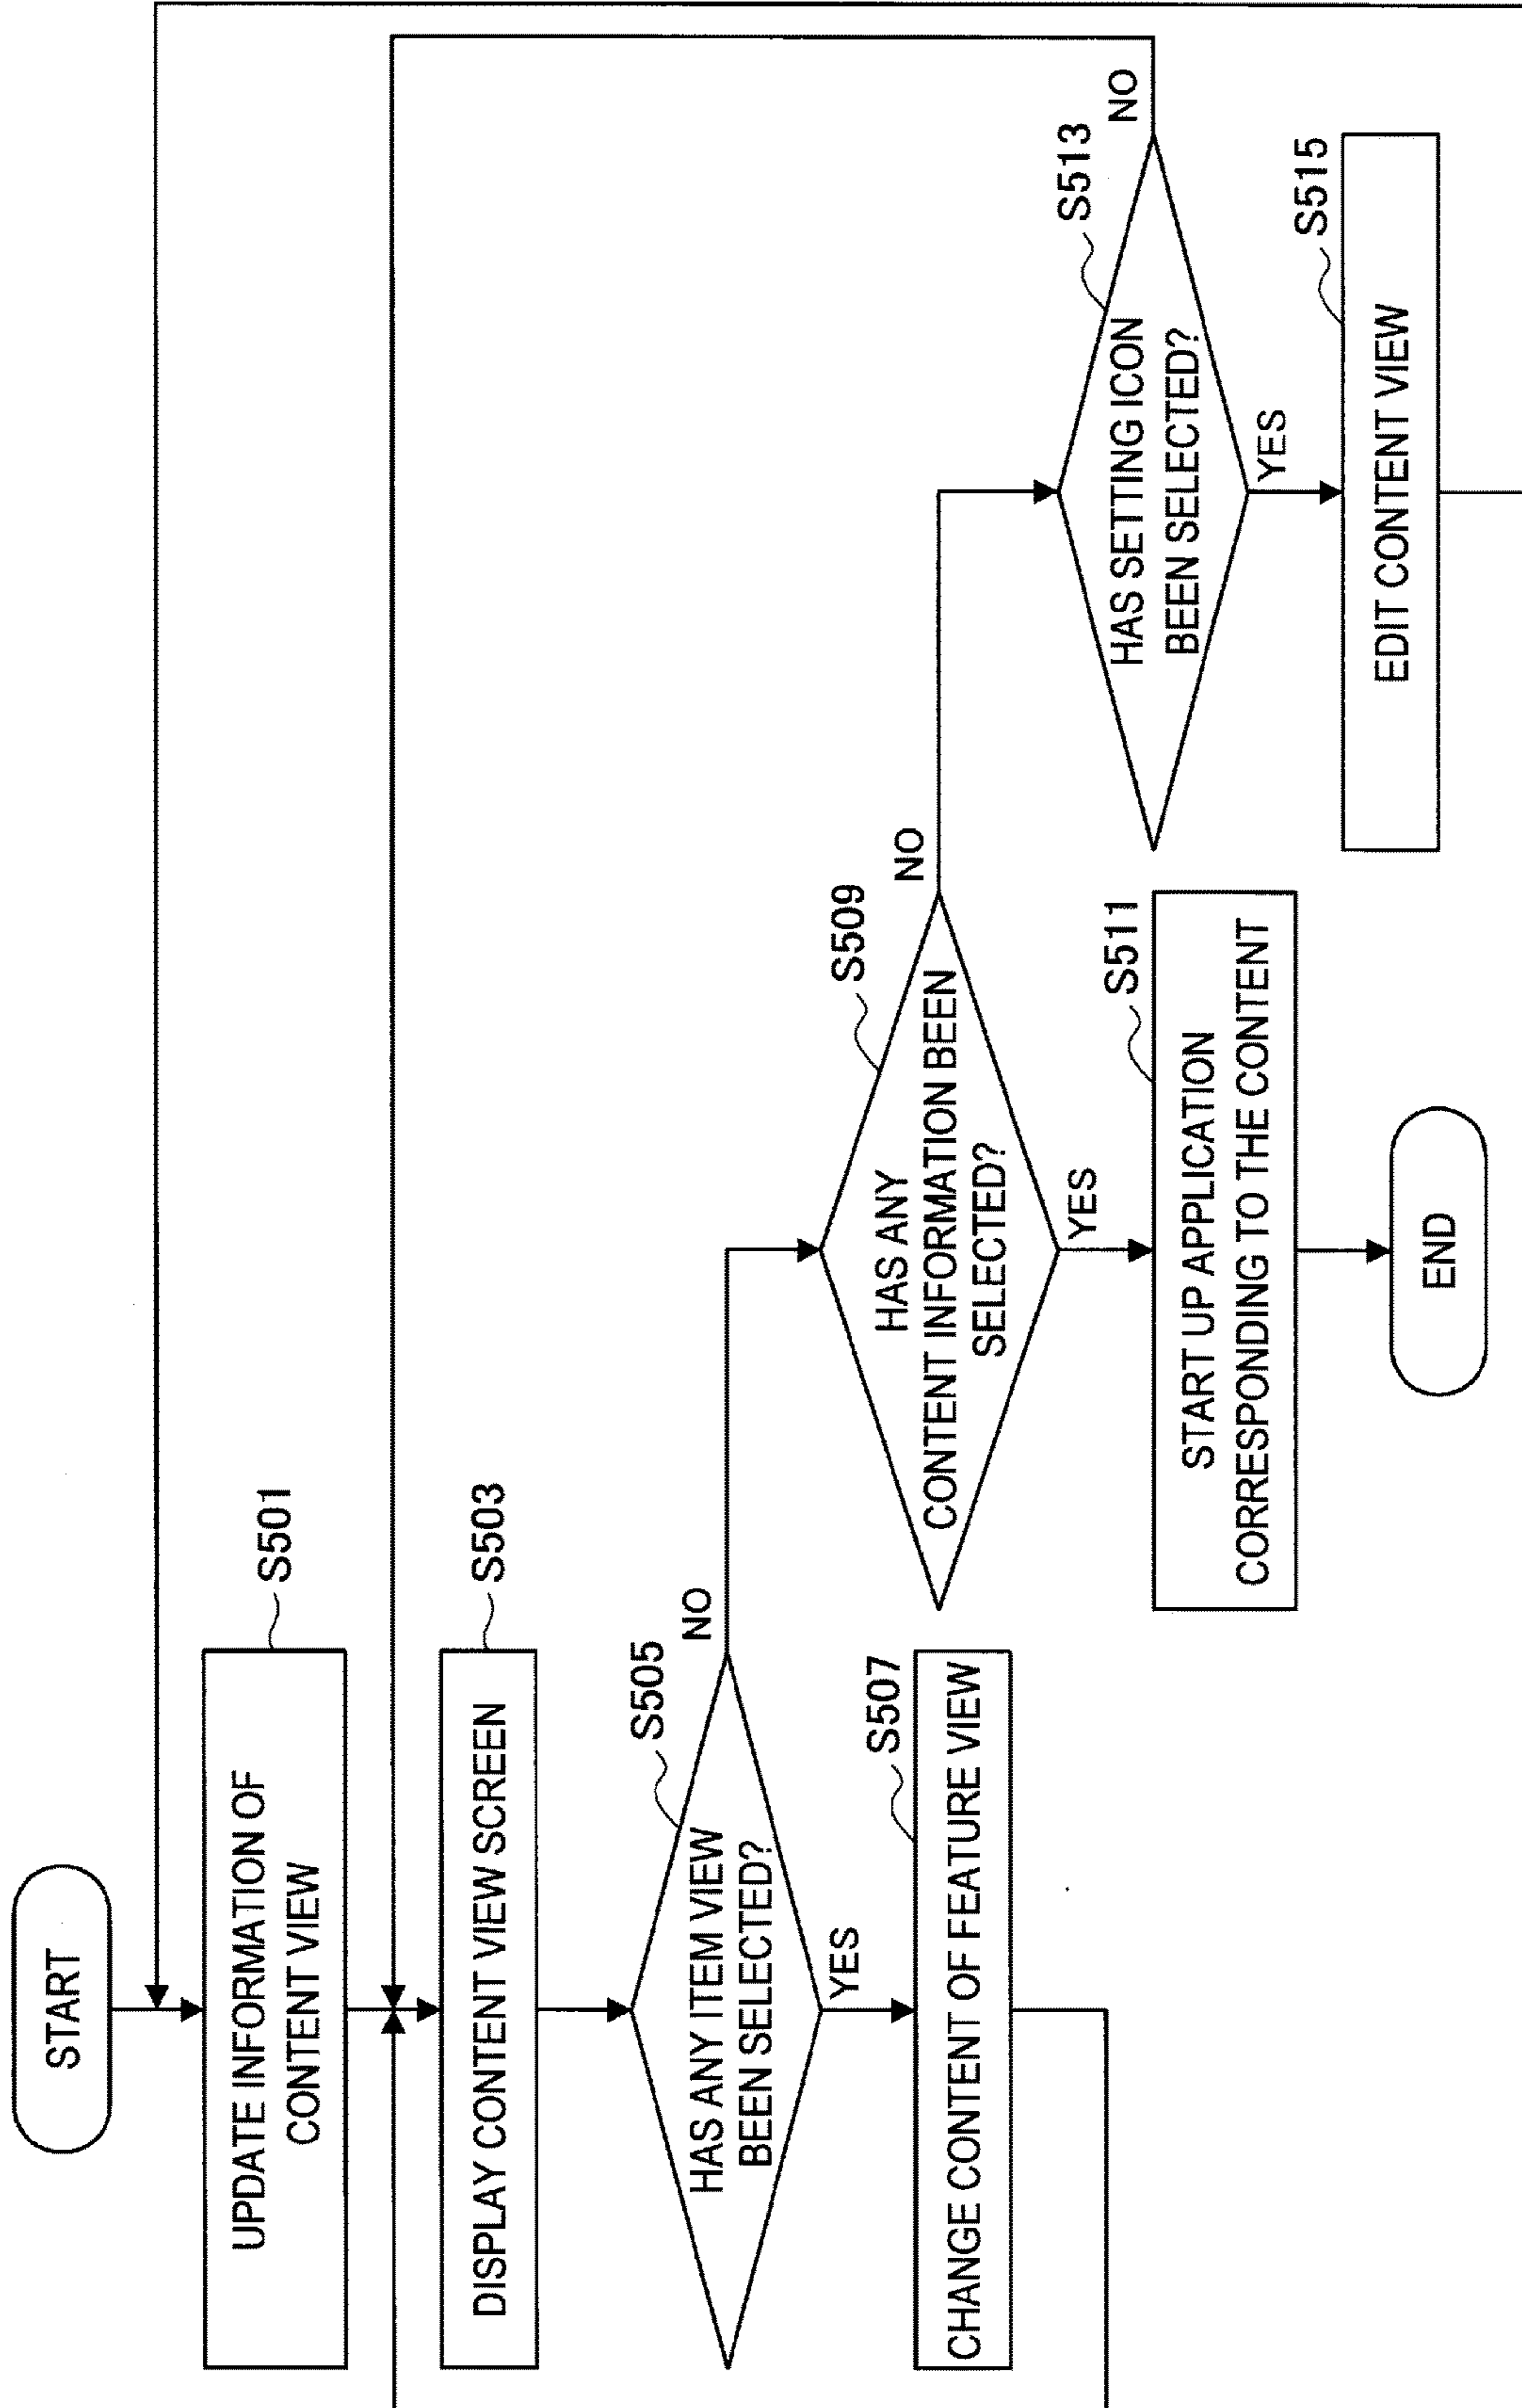 START
S501
UPDATE INFORMATION OF
CONTENT VIEW
S503
DISPLAY CONTENT VIEW SCREEN
S505
HAS ANY ITEM VIEW
BEEN SELECTED?
NO
YES
S507
CHANGE CONTENT OF FEATURE VIEW
S509
HAS ANY
CONTENT INFORMATION BEEN
SELECTED?
NO
YES
S511
START UP APPLICATION
CORRESPONDING TO THE CONTENT
END
S513
HAS SETTING ICON
BEEN SELECTED?
NO
YES
S515
EDIT CONTENT VIEW